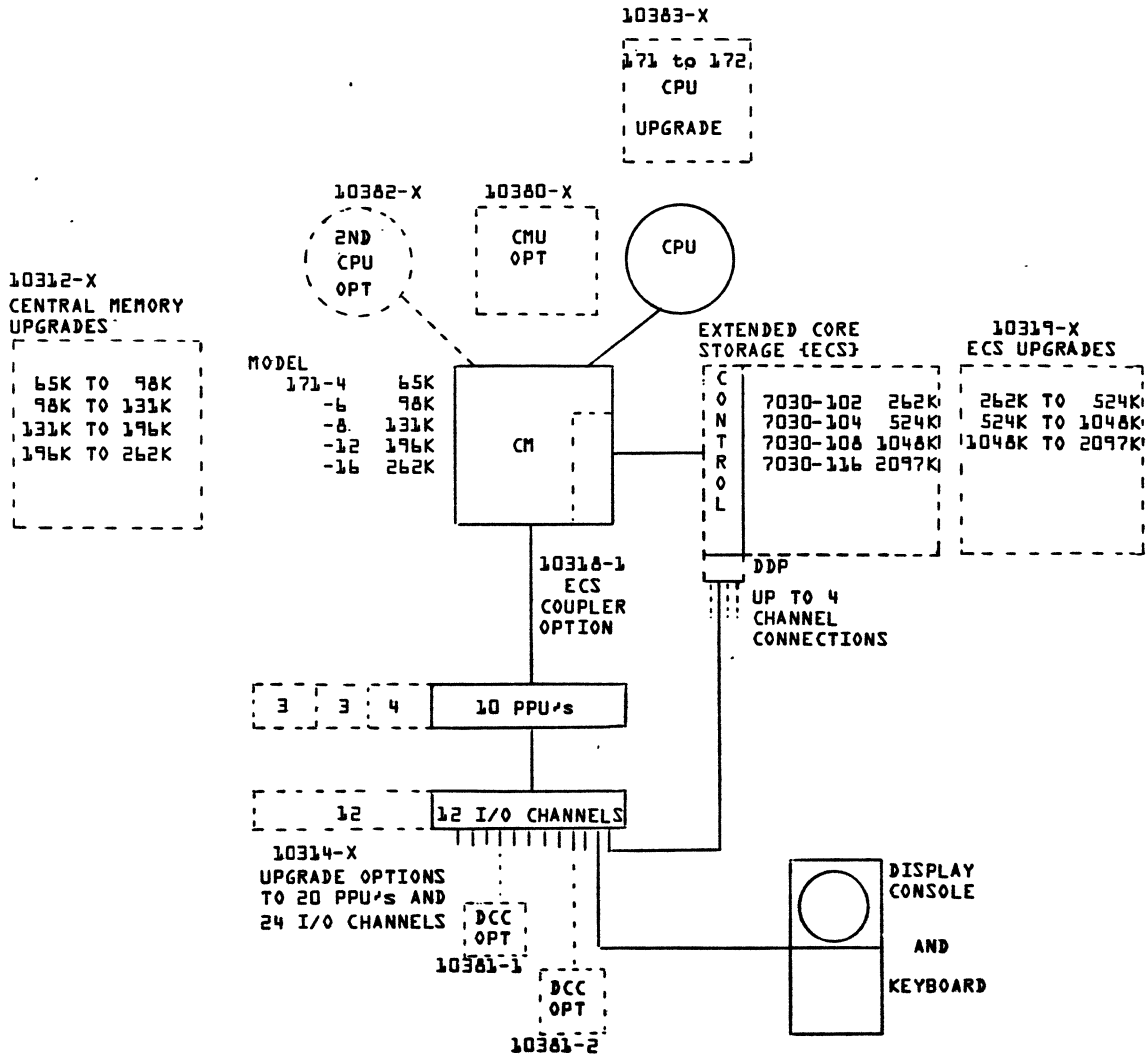 10383-X
171 to 172
CPU
UPGRADE
10382-X
2ND
CPU
OPT
10380-X
CMU
OPT
CPU
10312-X
CENTRAL MEMORY
UPGRADES
65K TO 98K
98K TO 131K
131K TO 196K
196K TO 262K
MODEL
171-4 65K
-6 98K
-8 131K
-12 196K
-16 262K
CM
EXTENDED CORE
STORAGE {ECS}
CONTROL
7030-102 262K
7030-104 524K
7030-108 1048K
7030-116 2097K
10319-X
ECS UPGRADES
262K TO 524K
524K TO 1048K
1048K TO 2097K
DDP
UP TO 4
CHANNEL
CONNECTIONS
10318-1
ECS
COUPLER
OPTION
3 3 4 10 PPU's
12 12 I/O CHANNELS
10314-X
UPGRADE OPTIONS
TO 20 PPU's AND
24 I/O CHANNELS
DCC
OPT
10381-1
DCC
OPT
10381-2
DISPLAY
CONSOLE
AND
KEYBOARD